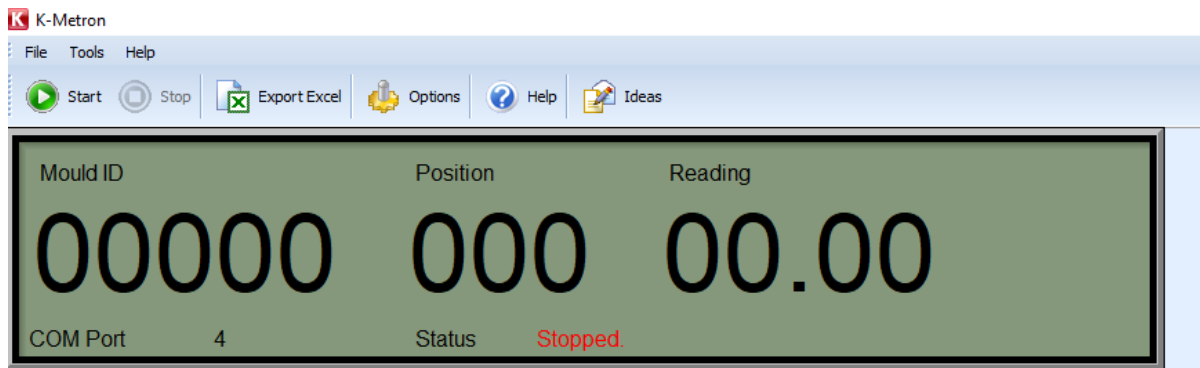 K K-Metron
File Tools Help
Start Stop Export Excel Options Help Ideas
Mould ID Position Reading
00000 000 00.00
COM Port 4 Status Stopped.